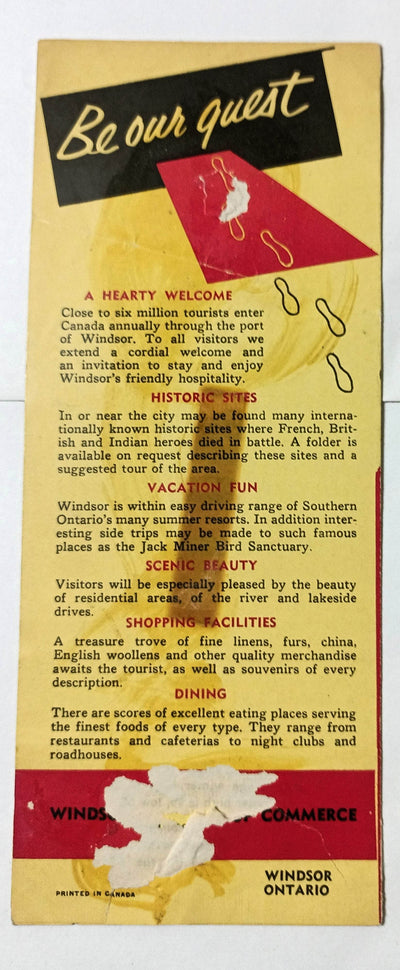 Be our guest
A HEARTY WELCOME
Close to six million tourists enter
Canada annually through the port
of Windsor. To all visitors we
extend a cordial welcome and
an invitation to stay and enjoy
Windsor's friendly hospitality.
HISTORIC SITES
In or near the city may be found many interna-
tionally known historic sites where French, Brit-
ish and Indian heroes died in battle. A folder is
available on request describing these sites and a
suggested tour of the area.
VACATION FUN
Windsor is within easy driving range of Southern
Ontario's many summer resorts. In addition inter-
esting side trips may be made to such famous
places as the Jack Miner Bird Sanctuary.
SCENIC BEAUTY
Visitors will be especially pleased by the beauty
of residential areas, of the river and lakeside
drives.
SHOPPING FACILITIES
A treasure trove of fine linens, furs, china,
English woollens and other quality merchandise
awaits the tourist, as well as souvenirs of every
description.
DINING
There are scores of excellent eating places serving
the finest foods of every type. They range from
restaurants and cafeterias to night clubs and
roadhouses.
COMMERCE
WINDSOR
ONTARIO
PRINTED IN CANADA